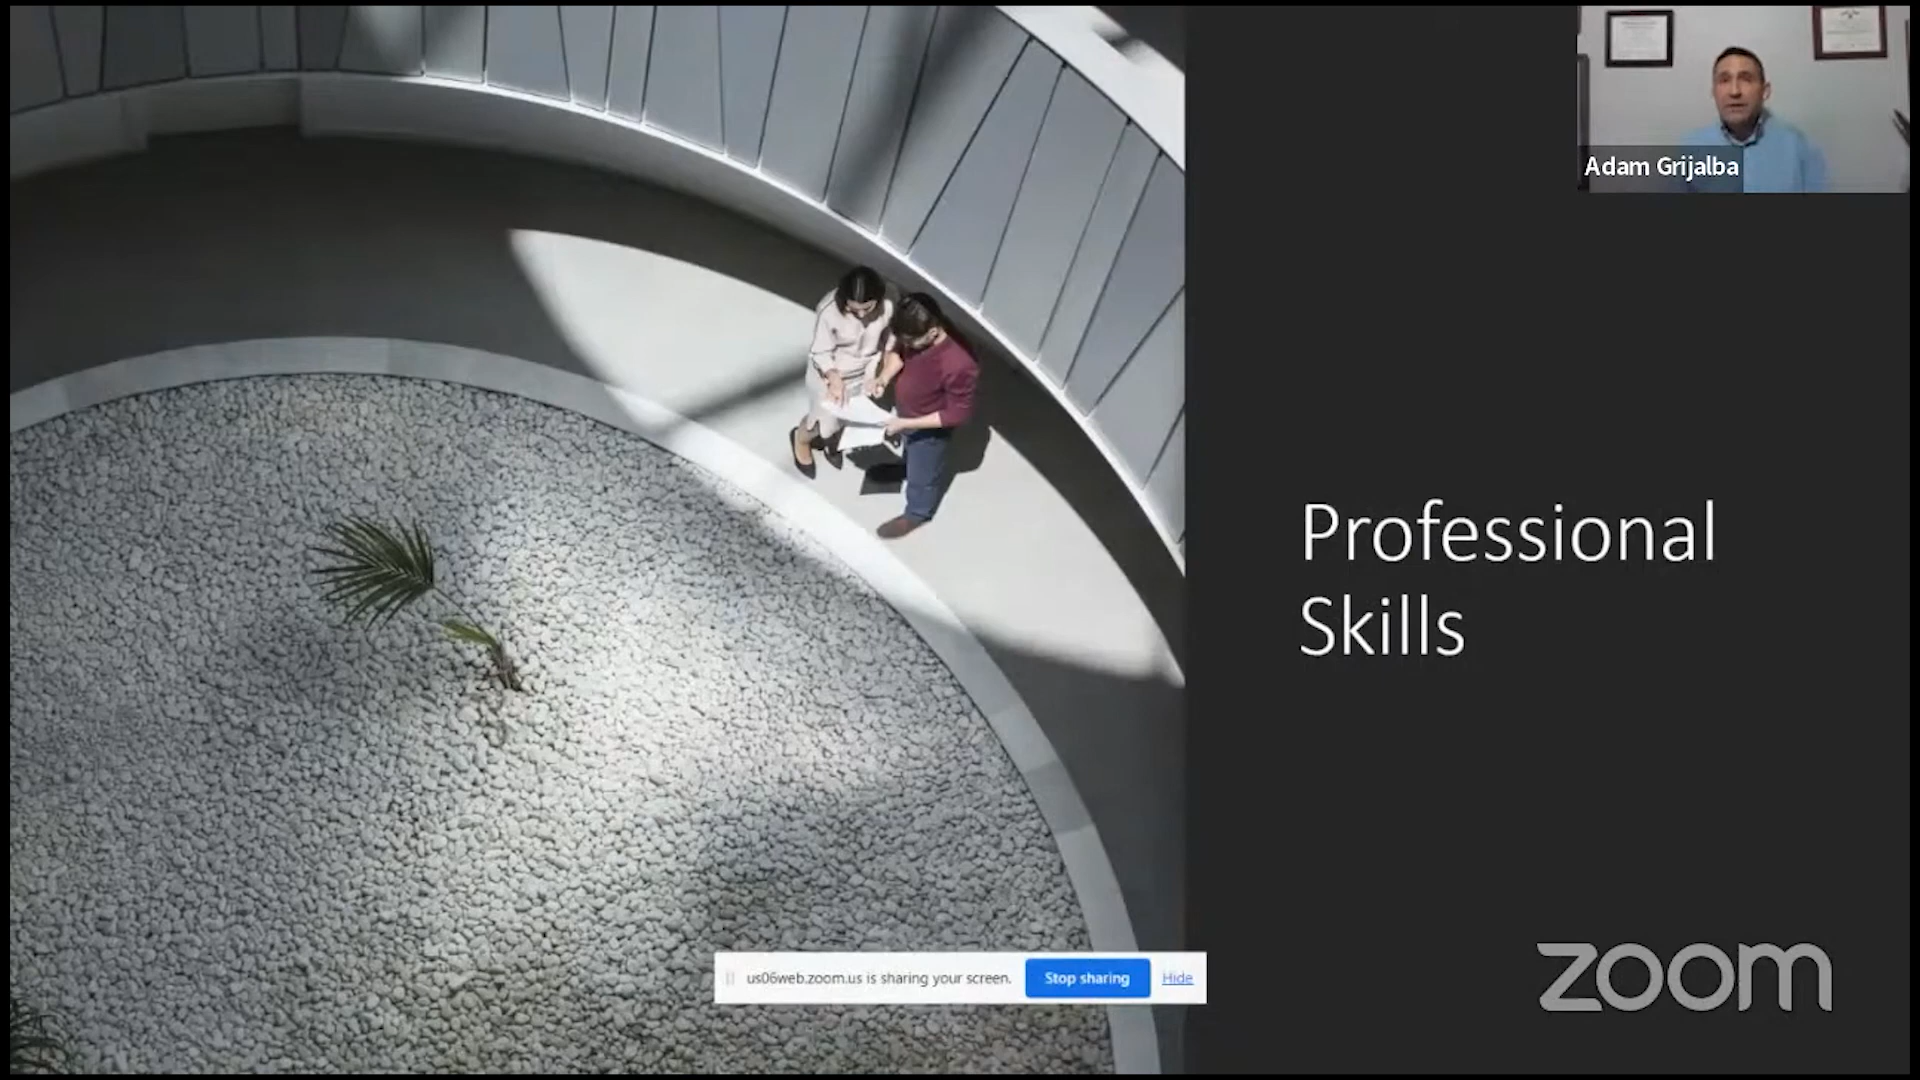 Adam Grijalba
Professional
Skills
us06web.zoom.us is sharing your screen.
Stop sharing
Hide
zoom